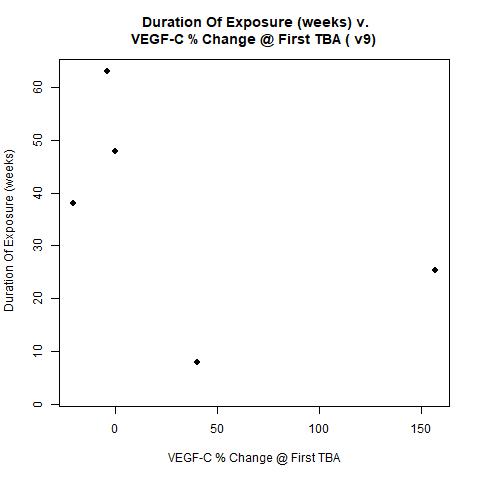 Duration Of Exposure (weeks) v.
VEGF-C % Change @ First TBA ( v9)
Duration Of Exposure (weeks)
60
50
40
30
20
10
0
0 50 100 150
VEGF-C % Change @ First TBA